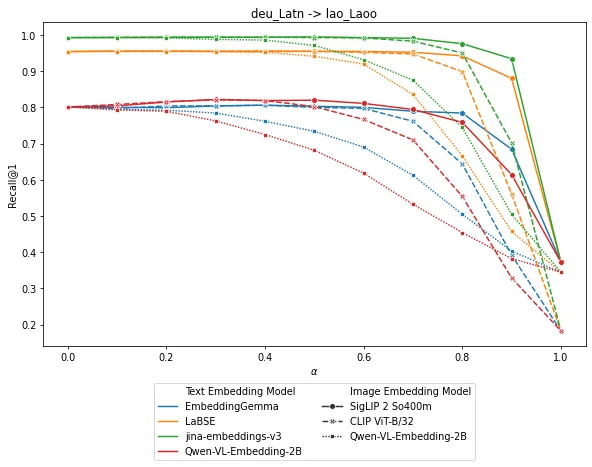 deu_Latn -> lao_Laoo
Recall@1
1.0
0.9
0.8
0.7
0.6
0.5
0.4
0.3
0.2
0.0
0.2
0.4
0.6
0.8
1.0
α
Text Embedding Model
EmbeddingGemma
LaBSE
jina-embeddings-v3
Qwen-VL-Embedding-2B
Image Embedding Model
SigLIP 2 So400m
CLIP ViT-B/32
Qwen-VL-Embedding-2B